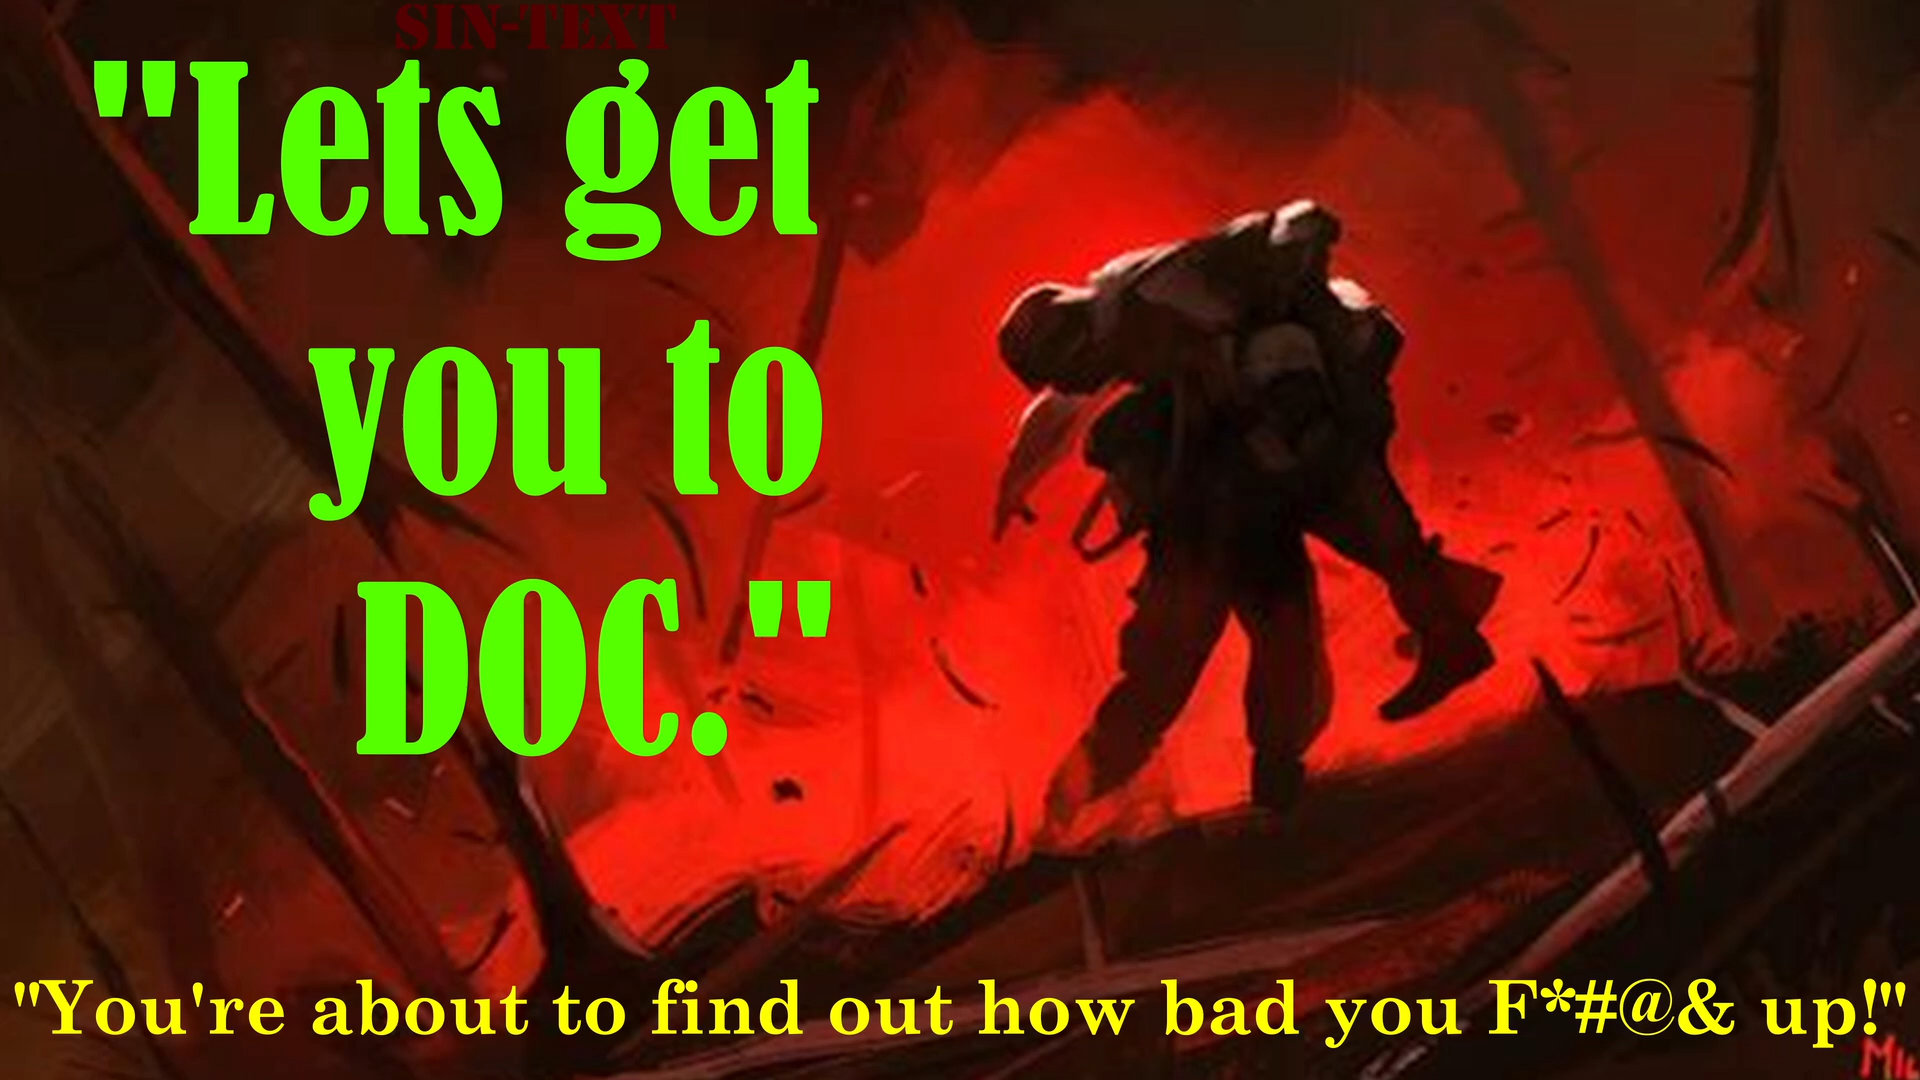 SIN-TEXT
"Lets get
you to
DOC."
"You're about to find out how bad you F*#@& up!"